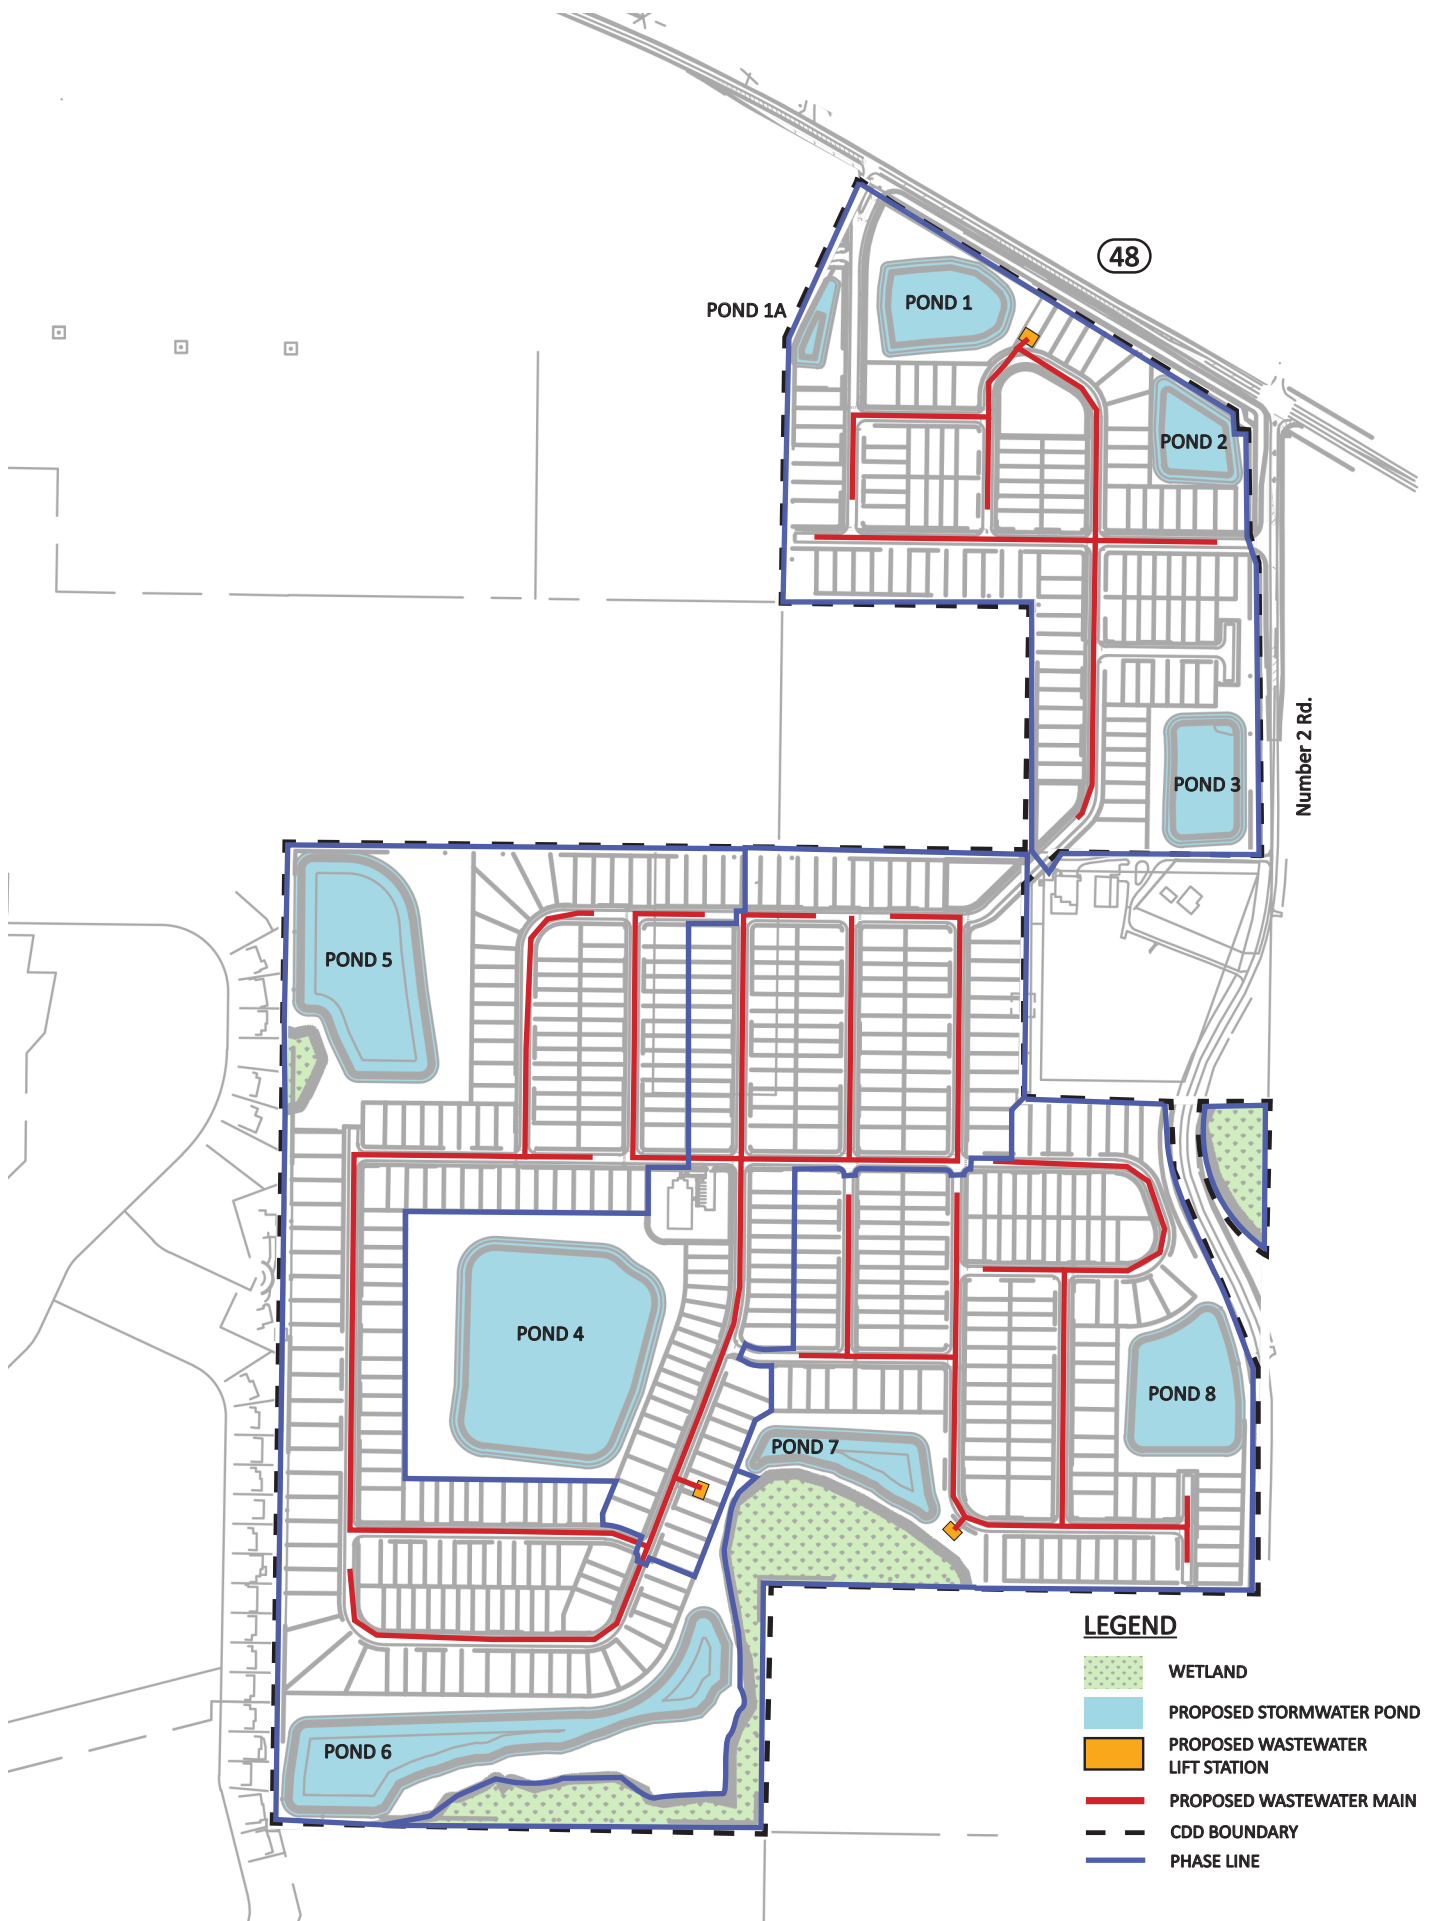 48
POND 1A
POND 1
POND 2
Number 2 Rd.
POND 3
POND 5
POND 4
POND 8
POND 7
POND 6
LEGEND
WETLAND
PROPOSED STORMWATER POND
PROPOSED WASTEWATER
LIFT STATION
PROPOSED WASTEWATER MAIN
CDD BOUNDARY
PHASE LINE